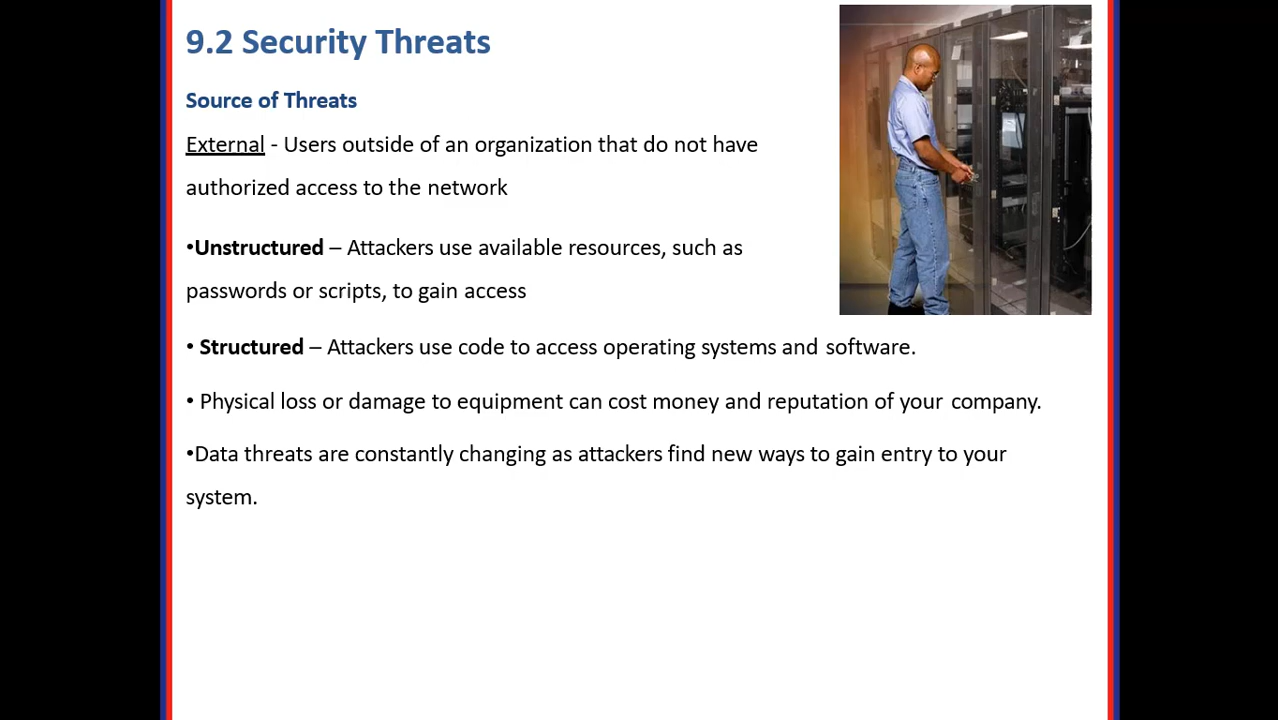 9.2 Security Threats
Source of Threats
External - Users outside of an organization that do not have
authorized access to the network
•Unstructured – Attackers use available resources, such as
passwords or scripts, to gain access
• Structured – Attackers use code to access operating systems and software.
• Physical loss or damage to equipment can cost money and reputation of your company.
•Data threats are constantly changing as attackers find new ways to gain entry to your
system.